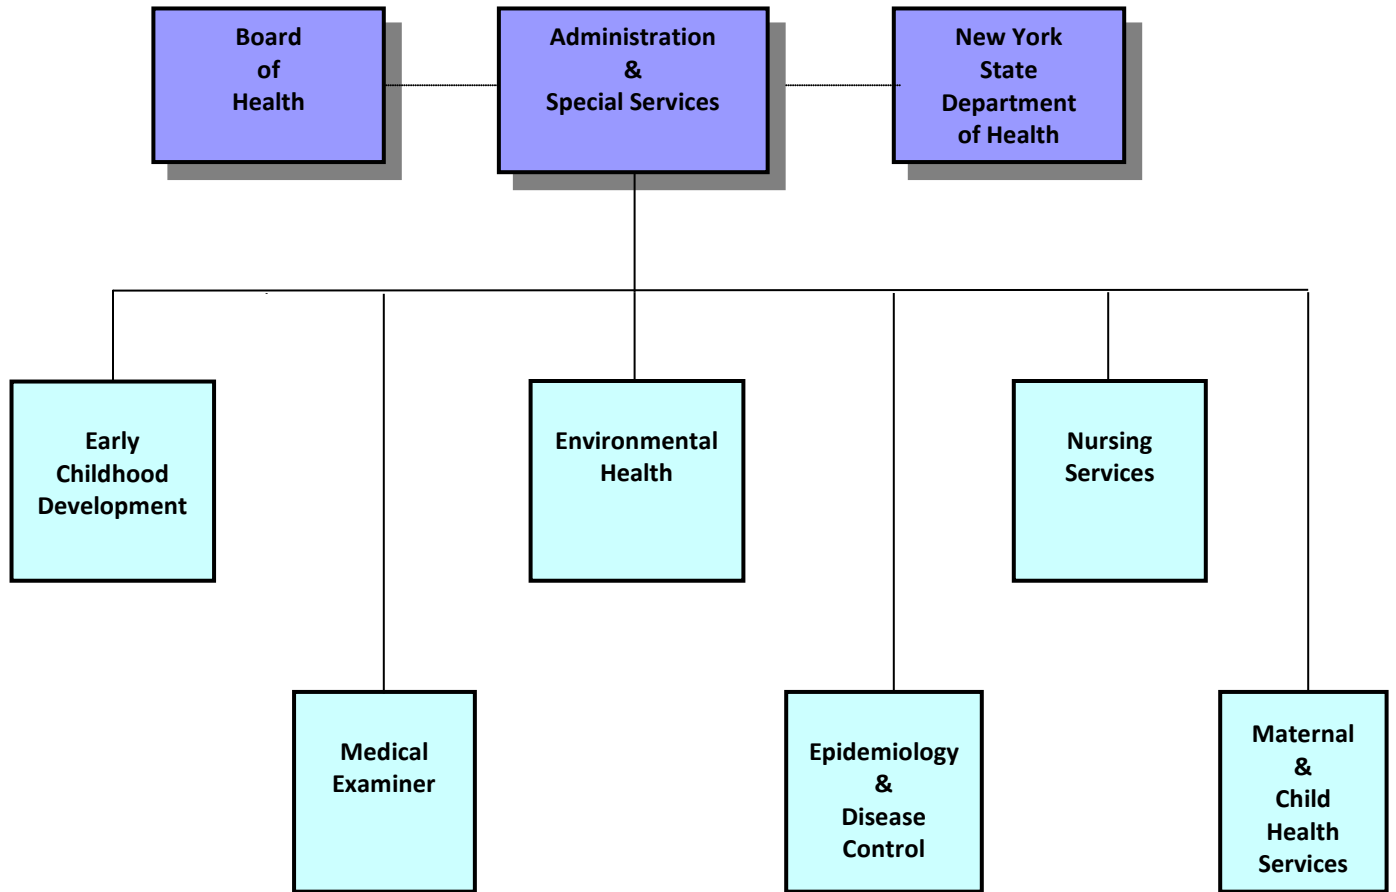 Board
of
Health
Administration
&
Special Services
New York
State
Department
of Health
Early
Childhood
Development
Environmental
Health
Nursing
Services
Medical
Examiner
Epidemiology
&
Disease
Control
Maternal
&
Child
Health
Services